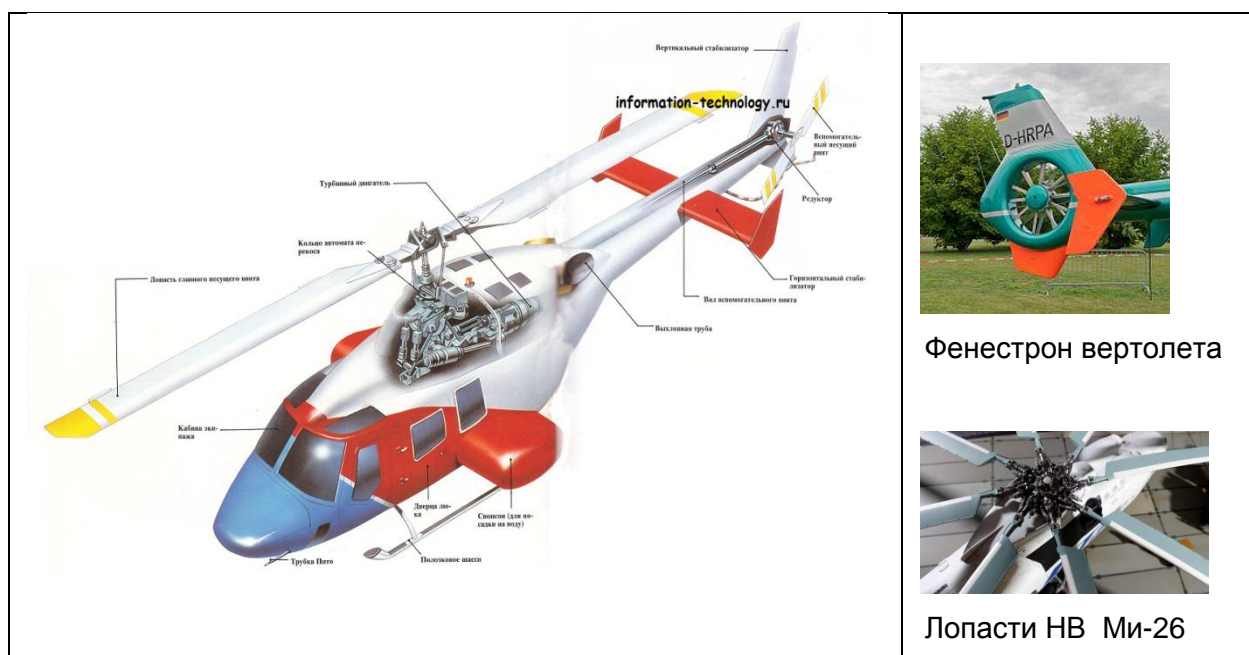 Вертикальный стабилизатор
information-technology.ru
Вспомогатель-
ный несущий
винт
Редуктор
Турбинный двигатель
Кольцо автомата пе-
рекоса
Лопасть главного несущего винта
Горизонтальный стаби-
лизатор
Вал вспомогательного винта
Выхлопная труба
Кабина эки-
пажа
Дверца лю-
ка
Спонсон (для по-
садки на воду)
Полозковое шасси
Трубка Пито
D-HRPA
Фенестрон вертолета
Лопасти НВ  Ми-26